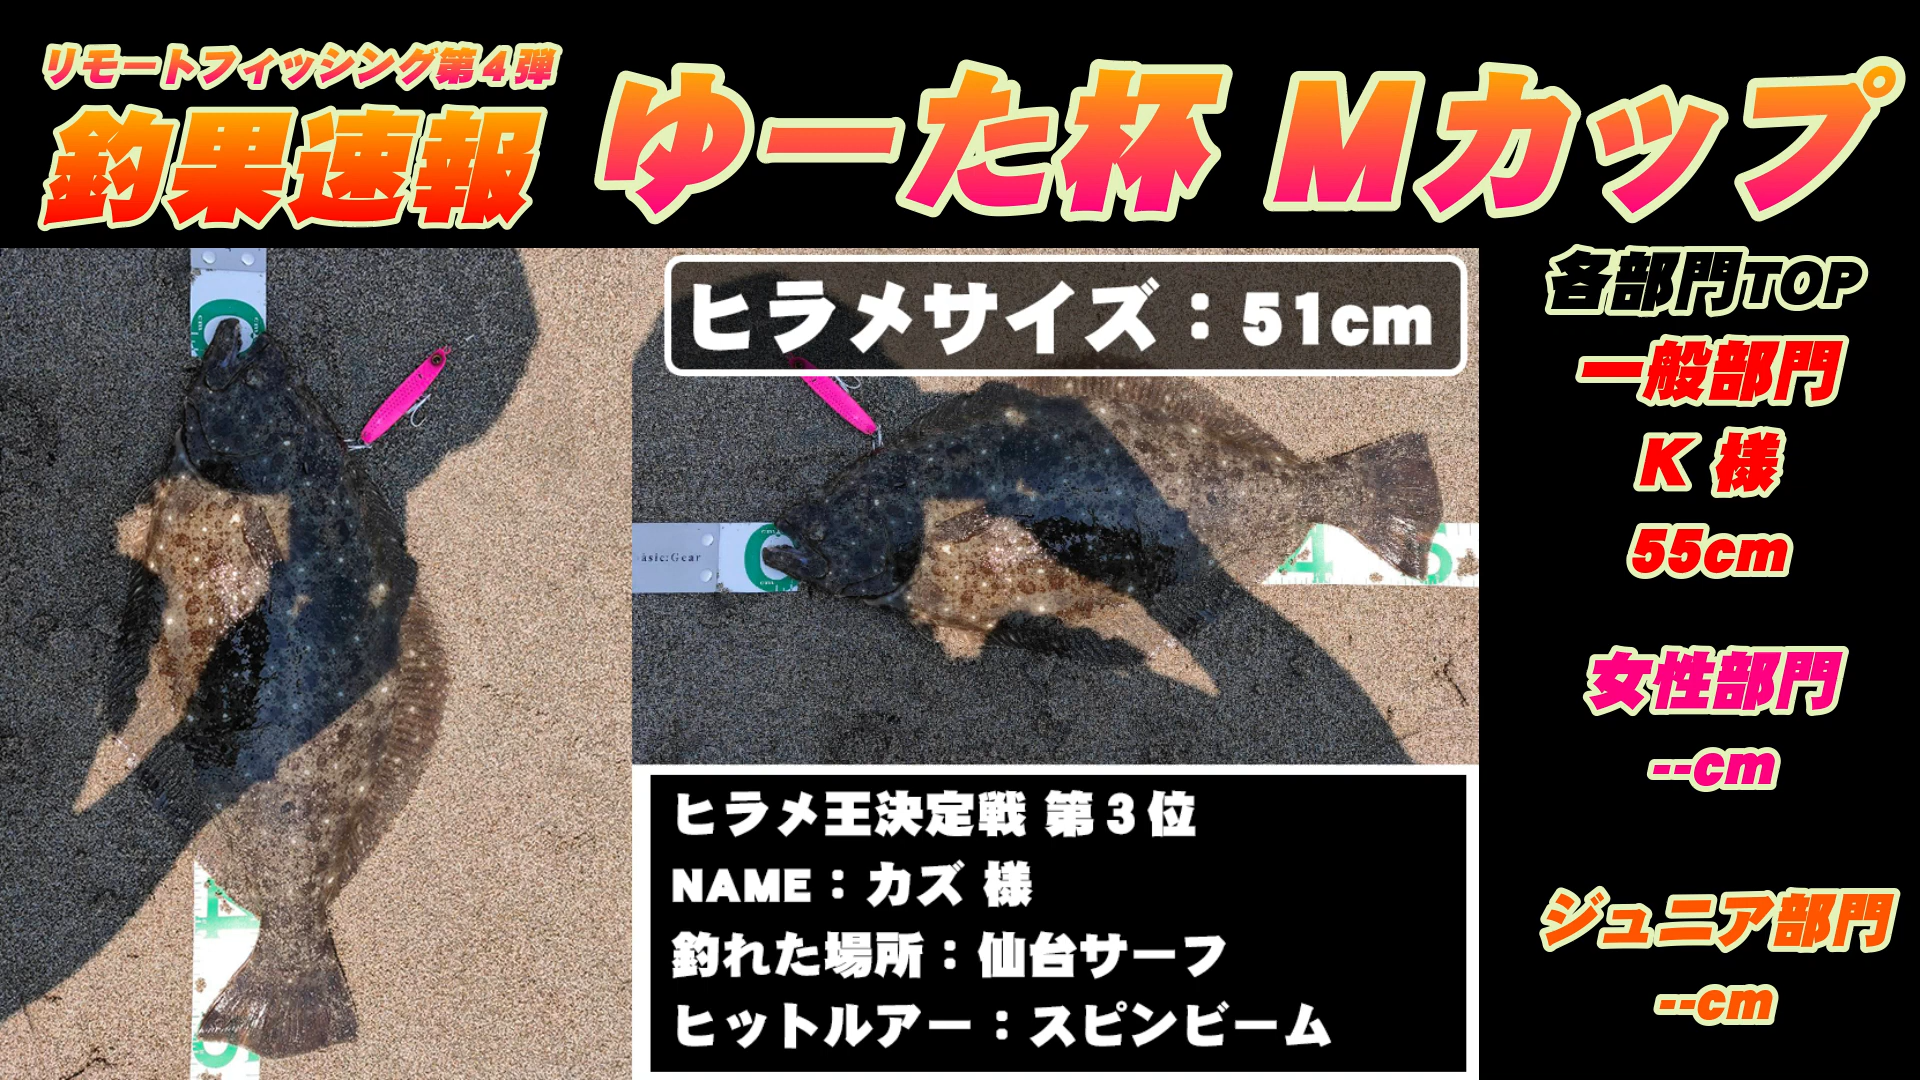 リモートフィッシング第4弾
釣果速報
ゆーた杯 Mカップ
ヒラメサイズ：51cm
各部門TOP
一般部門
K 様
55cm
女性部門
--cm
ジュニア部門
--cm
asic:Gear
cm
4
ヒラメ王決定戦 第3位
NAME：カズ 様
釣れた場所：仙台サーフ
ヒットルアー：スピンビーム